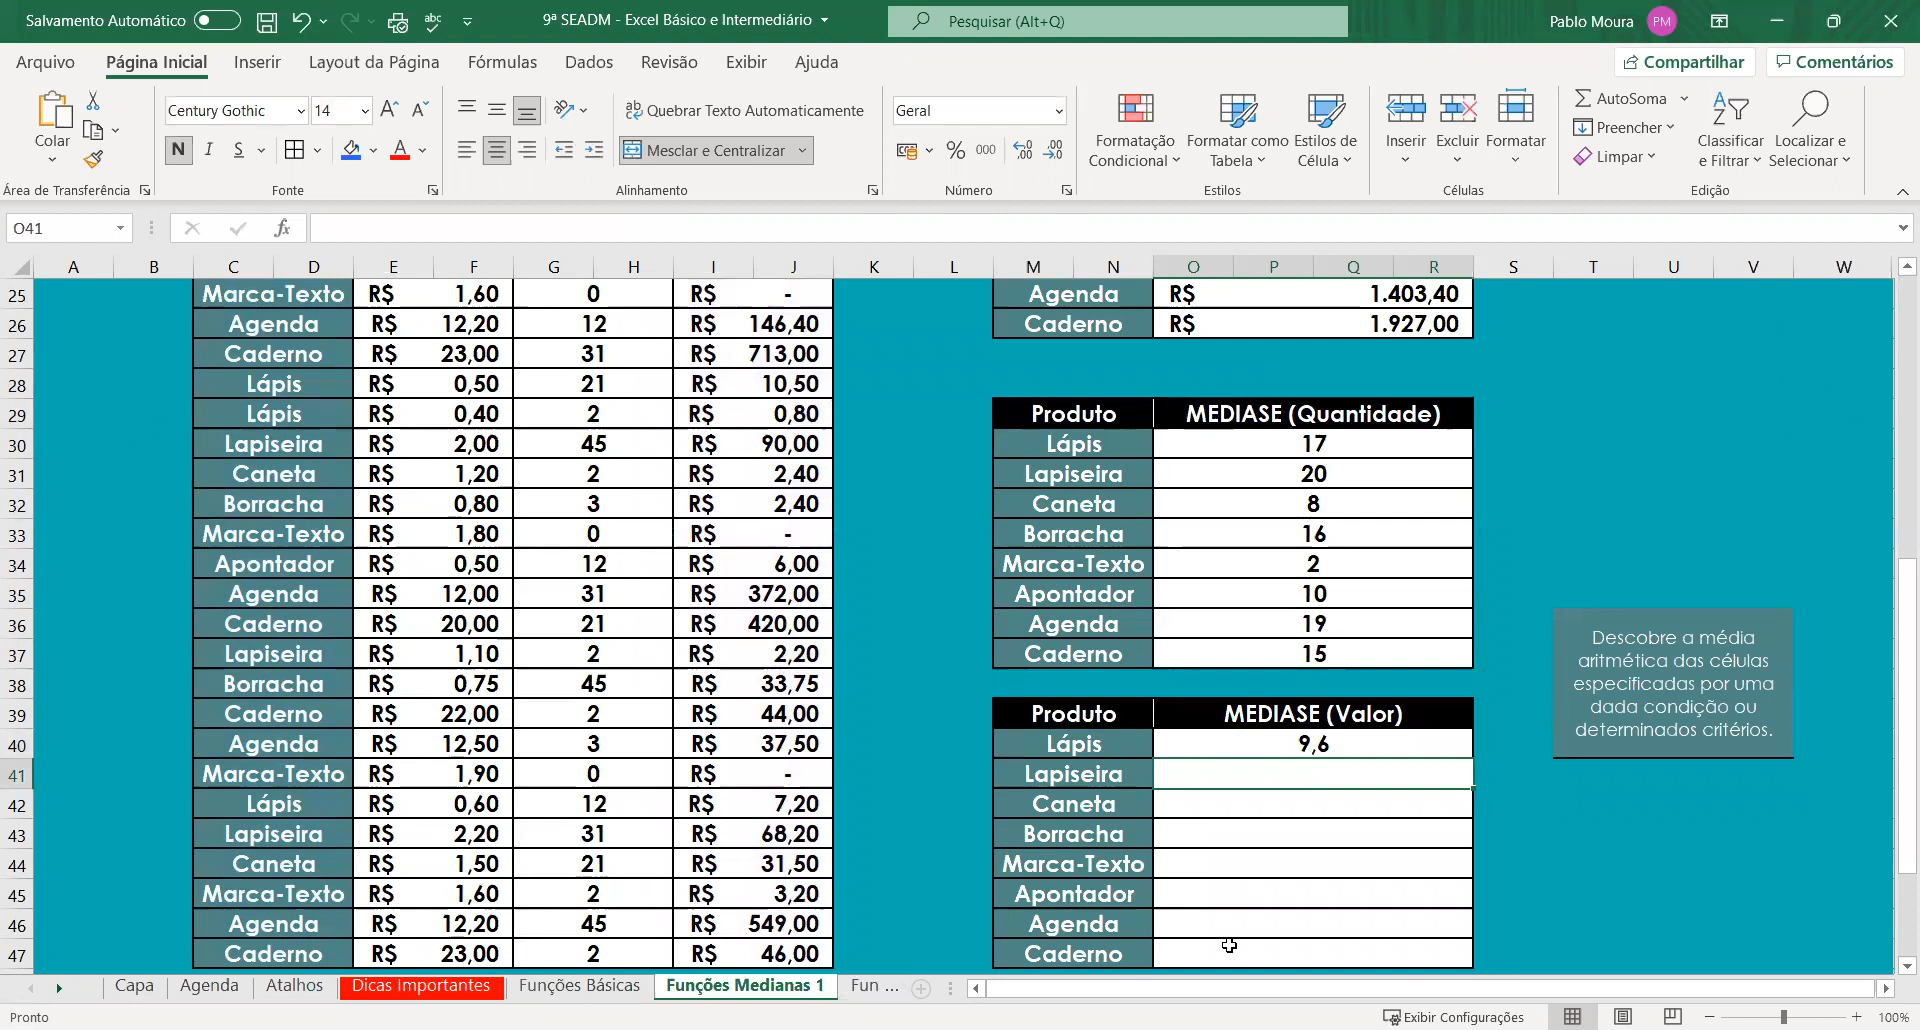 Salvamento Automático
9ª SEADM - Excel Básico e Intermediário
Pesquisar (Alt+Q)
Pablo Moura
PM
Arquivo Página Inicial Inserir Layout da Página Fórmulas Dados Revisão Exibir Ajuda
Compartilhar
Comentários
Colar
Century Gothic 14
N I S
Quebrar Texto Automaticamente
Mesclar e Centralizar
Geral
% 000
Formatação Condicional
Formatar como Tabela
Estilos de Célula
Inserir Excluir Formatar
AutoSoma
Preencher
Limpar
Classificar e Filtrar
Localizar e Selecionar
Área de Transferência Fonte Alinhamento Número Estilos Células Edição
O41 fx
A B C D E F G H I J K L M N O P Q R S T U V W
25 Marca-Texto R$ 1,60 0 R$ - Agenda R$ 1.403,40
26 Agenda R$ 12,20 12 R$ 146,40 Caderno R$ 1.927,00
27 Caderno R$ 23,00 31 R$ 713,00
28 Lápis R$ 0,50 21 R$ 10,50
29 Lápis R$ 0,40 2 R$ 0,80 Produto MEDIASE (Quantidade)
30 Lapiseira R$ 2,00 45 R$ 90,00 Lápis 17
31 Caneta R$ 1,20 2 R$ 2,40 Lapiseira 20
32 Borracha R$ 0,80 3 R$ 2,40 Caneta 8
33 Marca-Texto R$ 1,80 0 R$ - Borracha 16
34 Apontador R$ 0,50 12 R$ 6,00 Marca-Texto 2
35 Agenda R$ 12,00 31 R$ 372,00 Apontador 10
36 Caderno R$ 20,00 21 R$ 420,00 Agenda 19
37 Lapiseira R$ 1,10 2 R$ 2,20 Caderno 15
38 Borracha R$ 0,75 45 R$ 33,75
39 Caderno R$ 22,00 2 R$ 44,00 Produto MEDIASE (Valor)
40 Agenda R$ 12,50 3 R$ 37,50 Lápis 9,6
41 Marca-Texto R$ 1,90 0 R$ - Lapiseira
42 Lápis R$ 0,60 12 R$ 7,20 Caneta
43 Lapiseira R$ 2,20 31 R$ 68,20 Borracha
44 Caneta R$ 1,50 21 R$ 31,50 Marca-Texto
45 Marca-Texto R$ 1,60 2 R$ 3,20 Apontador
46 Agenda R$ 12,20 45 R$ 549,00 Agenda
47 Caderno R$ 23,00 2 R$ 46,00 Caderno
Descobre a média
aritmética das células
especificadas por uma
dada condição ou
determinados critérios.
Capa Agenda Atalhos Dicas Importantes Funções Básicas Funções Medianas 1 Fun ...
Pronto
Exibir Configurações
100%